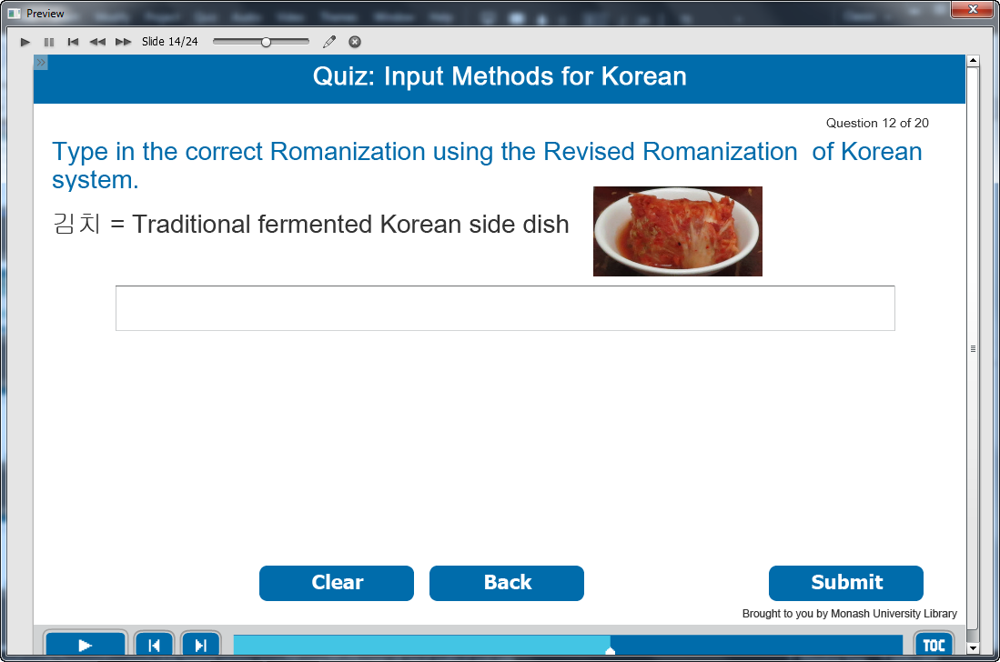 Preview
Slide 14/24
Quiz: Input Methods for Korean
Question 12 of 20
Type in the correct Romanization using the Revised Romanization  of Korean
system.
김치 = Traditional fermented Korean side dish
Clear
Back
Submit
Brought to you by Monash University Library
TOC